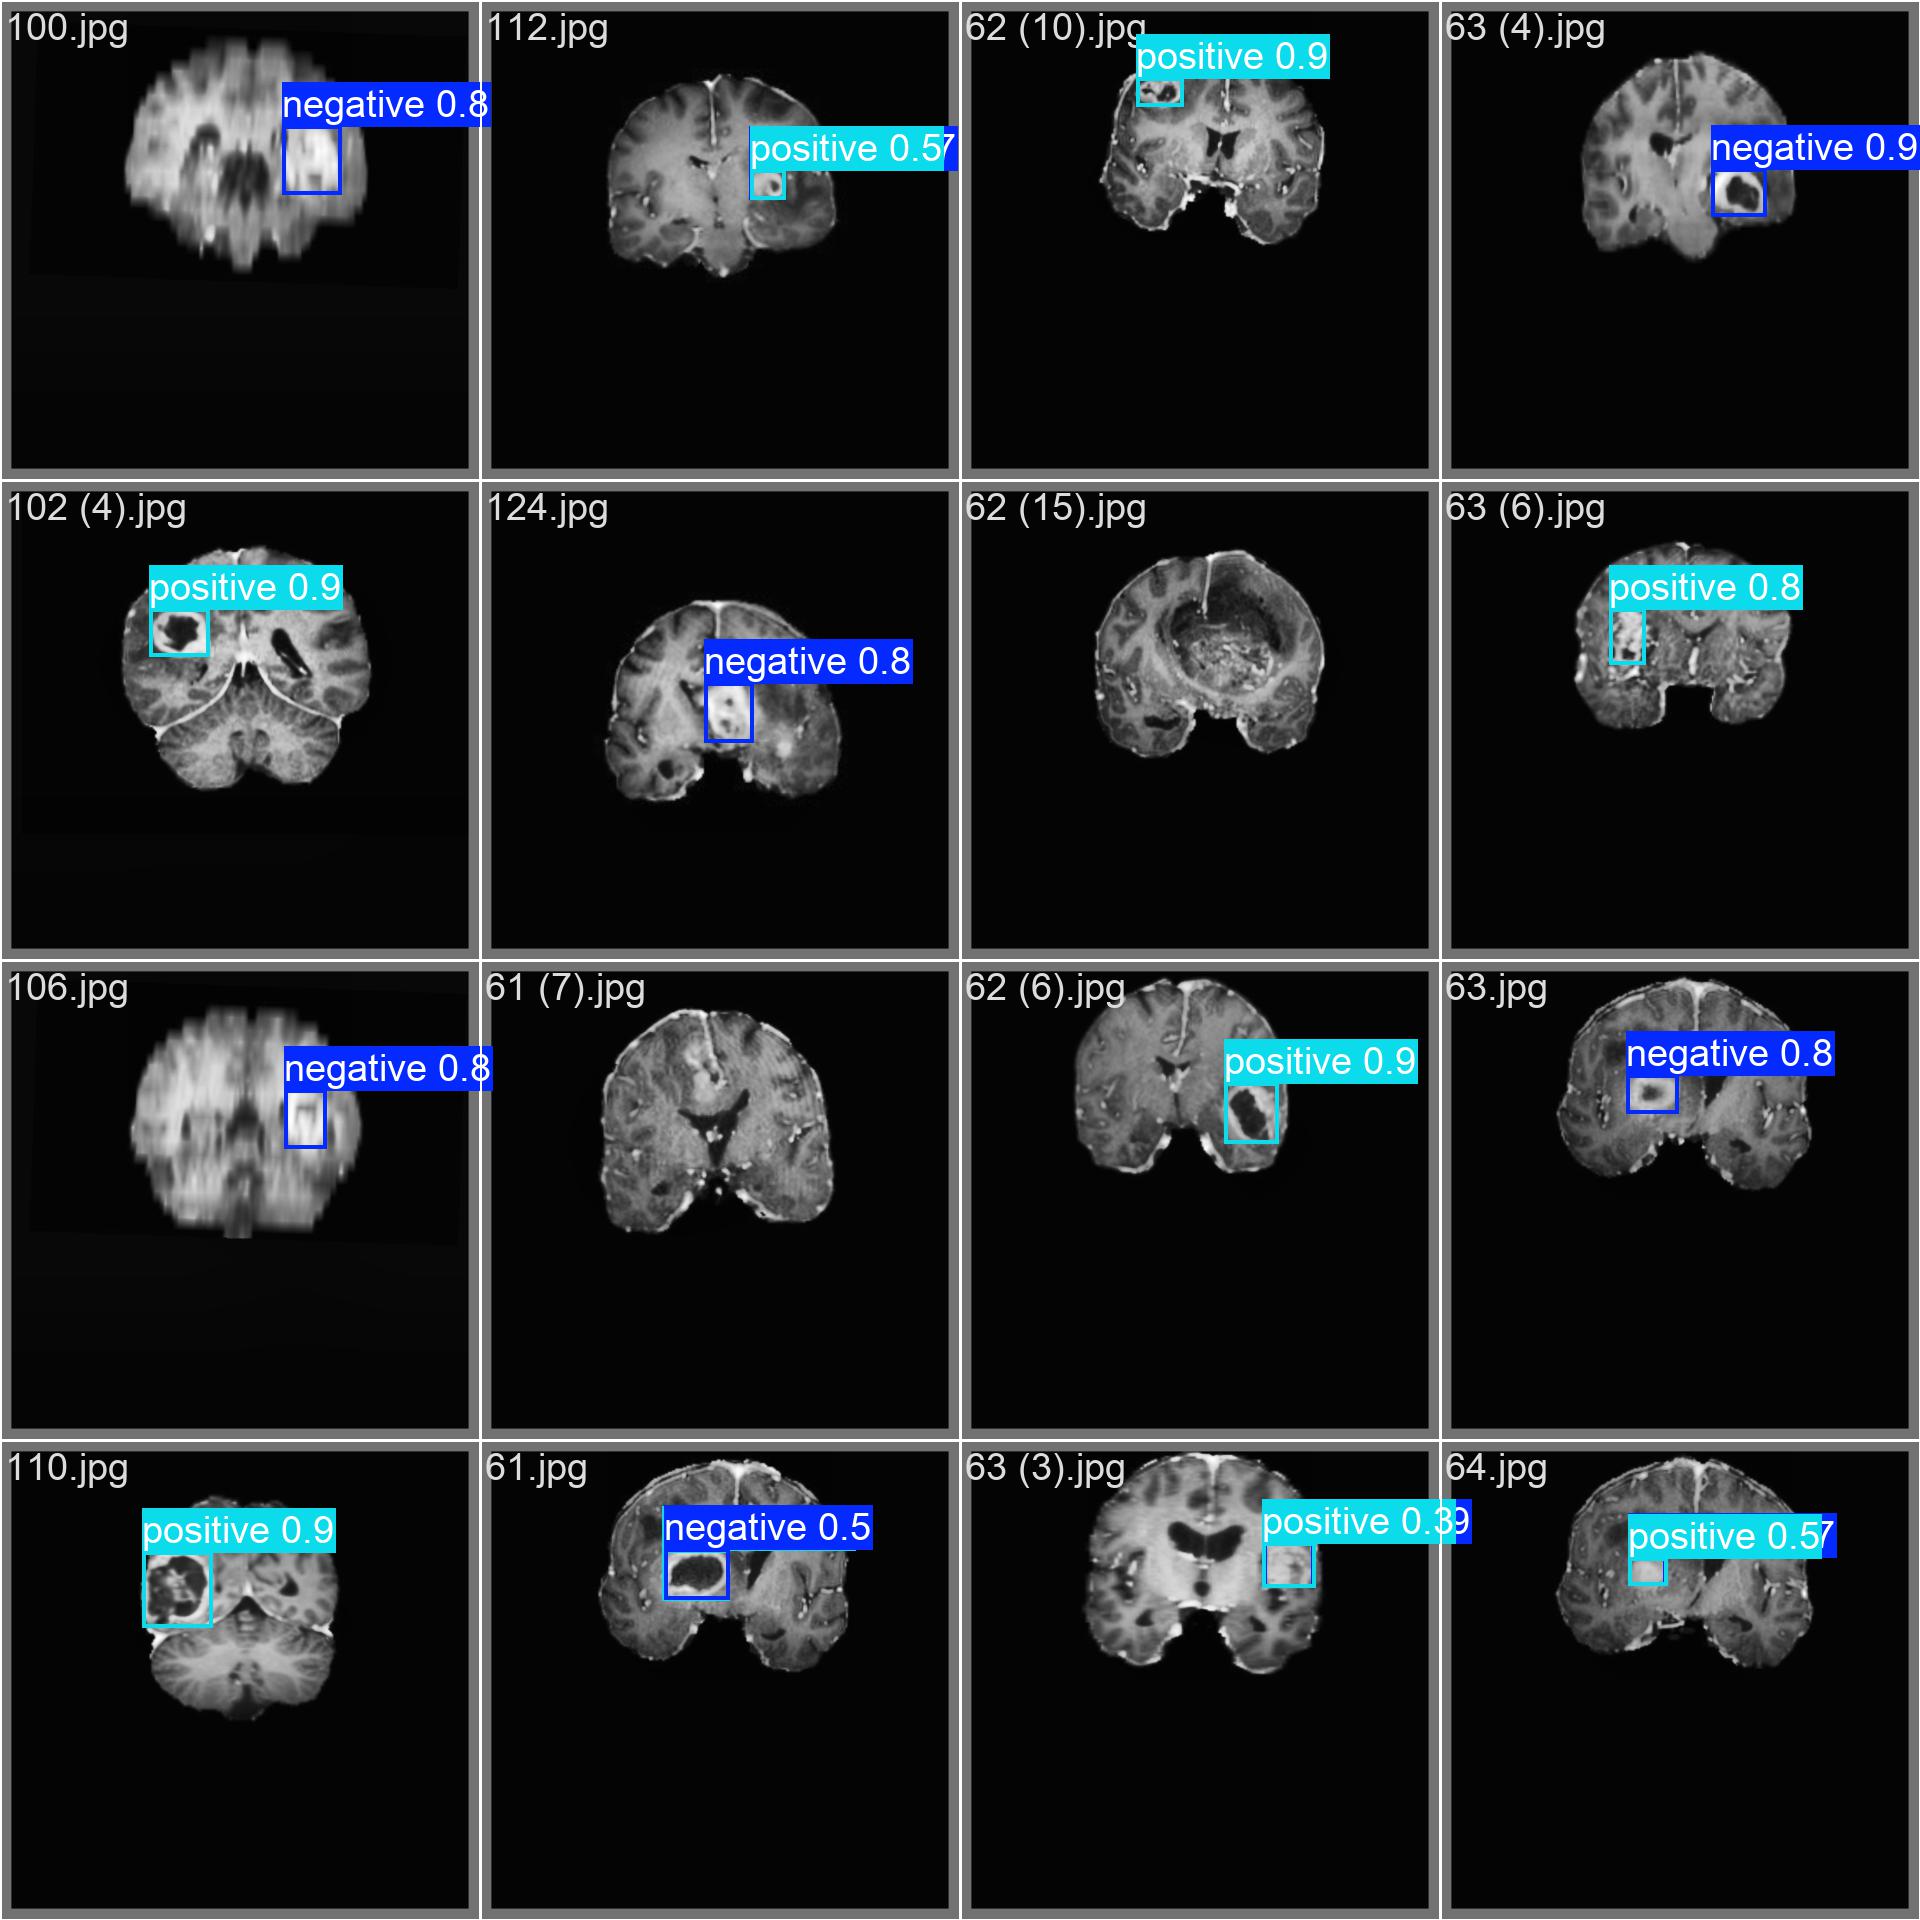 100.jpg
negative 0.8
112.jpg
positive 0.57
62 (10).jpg
positive 0.9
63 (4).jpg
negative 0.9
102 (4).jpg
positive 0.9
124.jpg
negative 0.8
62 (15).jpg
63 (6).jpg
positive 0.8
106.jpg
negative 0.8
61 (7).jpg
62 (6).jpg
positive 0.9
63.jpg
negative 0.8
110.jpg
positive 0.9
61.jpg
negative 0.5
63 (3).jpg
positive 0.39
64.jpg
positive 0.57